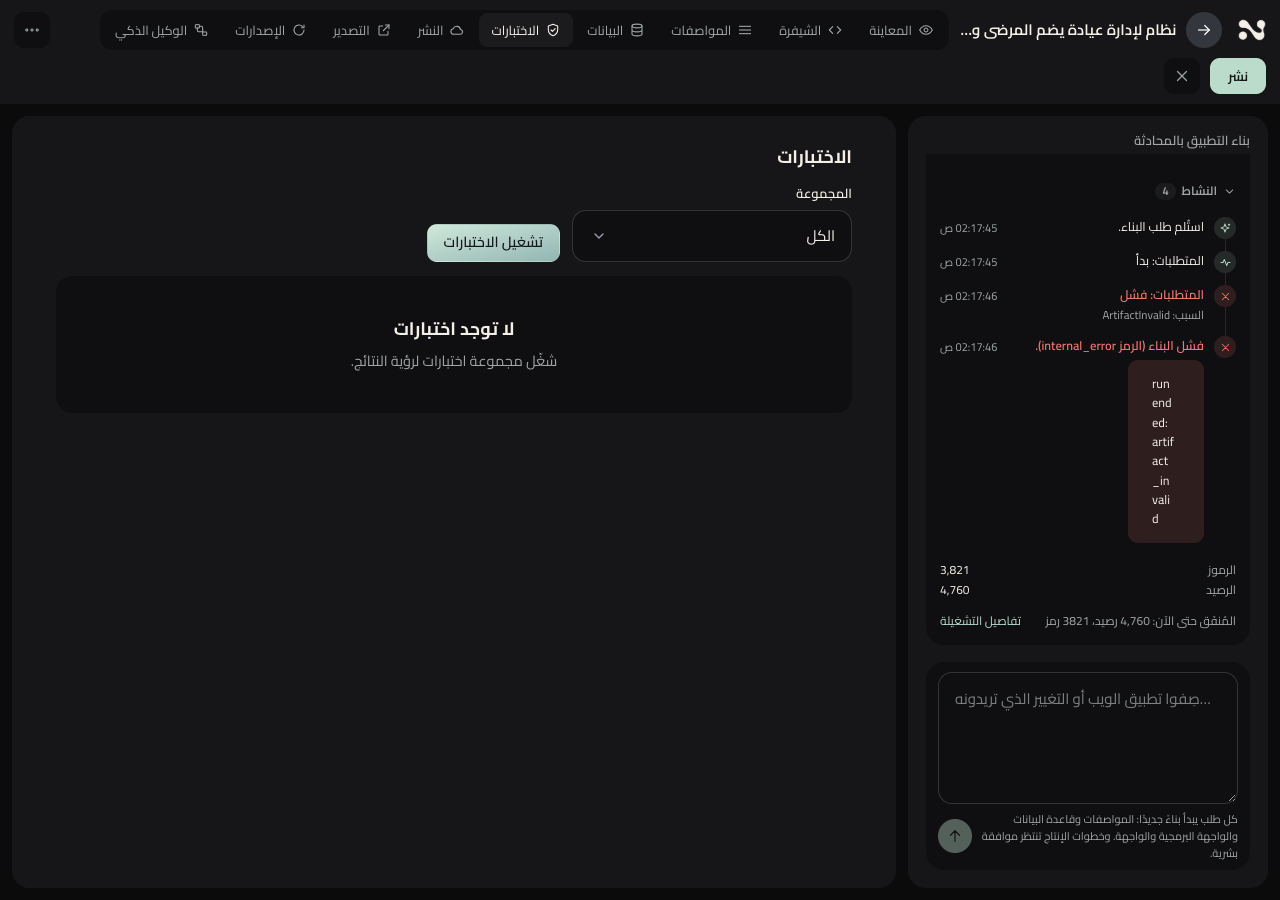 نظام لإدارة عيادة يضم المرضى و...
المعاينة
الشيفرة
المواصفات
البيانات
الاختبارات
النشر
التصدير
الإصدارات
الوكيل الذكي
نشر
بناء التطبيق بالمحادثة
النشاط 4
استُلم طلب البناء. 02:17:45 ص
المتطلبات: بدأ 02:17:45 ص
المتطلبات: فشل 02:17:46 ص
السبب: ArtifactInvalid
فشل البناء (الرمز internal_error). 02:17:46 ص
run
end
ed:
artif
act
_in
vali
d
الرموز 3,821
الرصيد 4,760
المُنفَق حتى الآن: 4,760 رصيد، 3821 رمز تفاصيل التشغيلة
صِفوا تطبيق الويب أو التغيير الذي تريدونه...
كل طلب يبدأ بناءً جديدًا: المواصفات وقاعدة البيانات
والواجهة البرمجية والواجهة. وخطوات الإنتاج تنتظر موافقة
بشرية.
الاختبارات
المجموعة
الكل
تشغيل الاختبارات
لا توجد اختبارات
شغّل مجموعة اختبارات لرؤية النتائج.